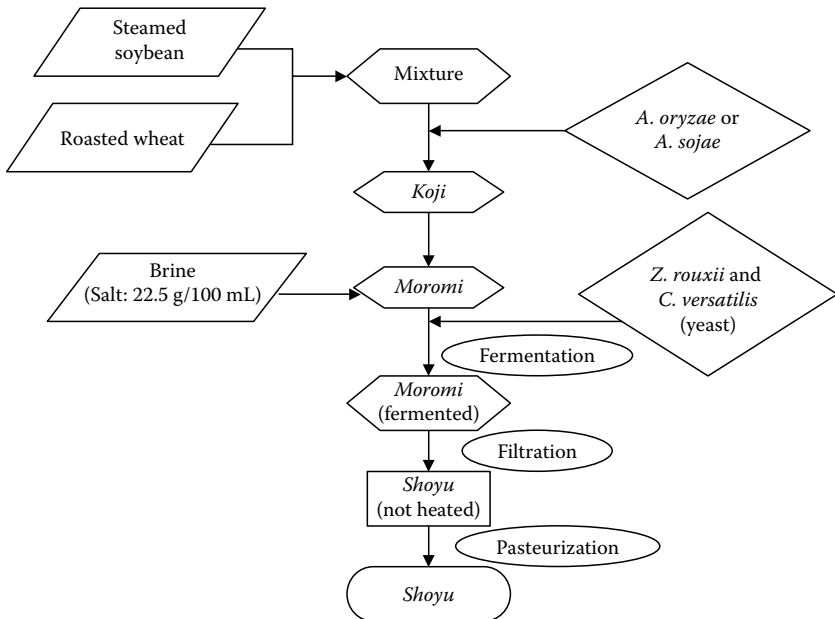 Steamed
soybean
Mixture
Roasted wheat
A. oryzae or
A. sojae
Koji
Brine
(Salt: 22.5 g/100 mL)
Moromi
Z. rouxii and
C. versatilis
(yeast)
Fermentation
Moromi
(fermented)
Filtration
Shoyu
(not heated)
Pasteurization
Shoyu